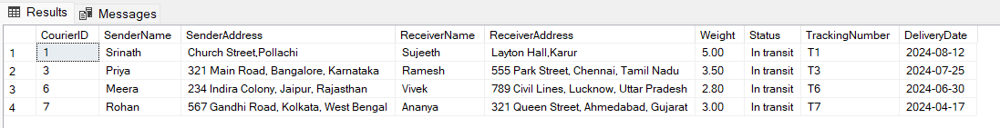 Results Messages
CourierID SenderName SenderAddress ReceiverName ReceiverAddress Weight Status TrackingNumber DeliveryDate
1 1 Srinath Church Street,Pollachi Sujeeth Layton Hall,Karur 5.00 In transit T1 2024-08-12
2 3 Priya 321 Main Road, Bangalore, Karnataka Ramesh 555 Park Street, Chennai, Tamil Nadu 3.50 In transit T3 2024-07-25
3 6 Meera 234 Indira Colony, Jaipur, Rajasthan Vivek 789 Civil Lines, Lucknow, Uttar Pradesh 2.80 In transit T6 2024-06-30
4 7 Rohan 567 Gandhi Road, Kolkata, West Bengal Ananya 321 Queen Street, Ahmedabad, Gujarat 3.00 In transit T7 2024-04-17